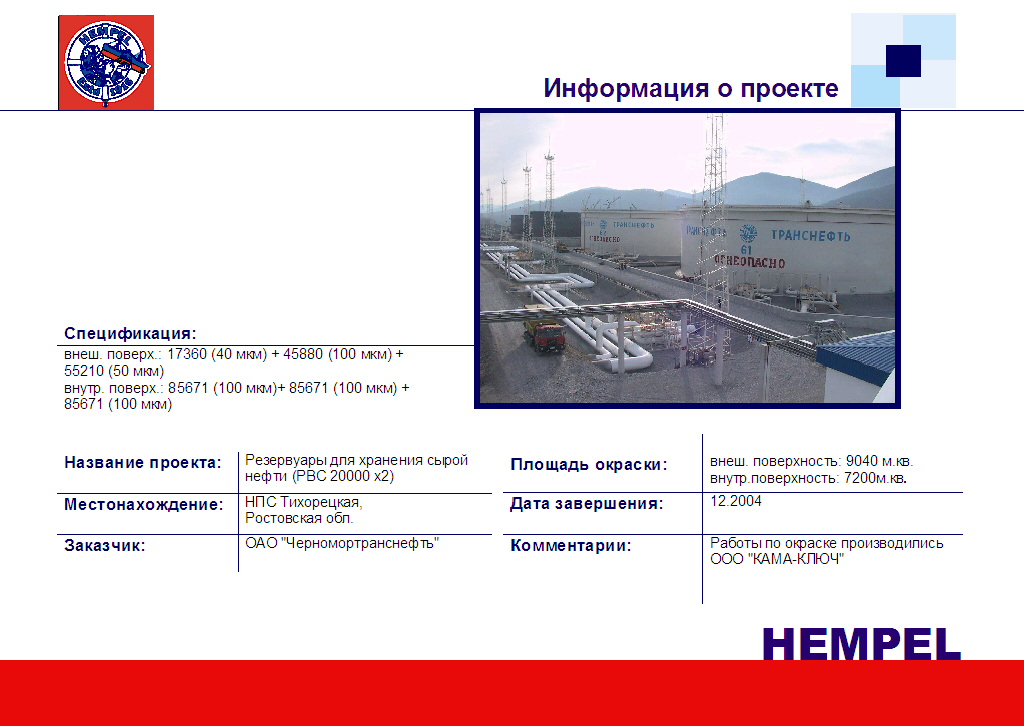 HEMPEL
Информация о проекте
ТРАНСНЕФТЬ
ТРАНСНЕФТЬ
61
ОГНЕОПАСНО
Спецификация:
внеш. поверх.: 17360 (40 мкм) + 45880 (100 мкм) +
55210 (50 мкм)
внутр. поверх.: 85671 (100 мкм)+ 85671 (100 мкм) +
85671 (100 мкм)
Название проекта:
Резервуары для хранения сырой
нефти (РВС 20000 х2)
Местонахождение:
НПС Тихорецкая,
Ростовская обл.
Заказчик:
ОАО "Черномортранснефть"
Площадь окраски:
внеш. поверхность: 9040 м.кв.
внутр.поверхность: 7200м.кв.
Дата завершения:
12.2004
Комментарии:
Работы по окраске производились
ООО "КАМА-КЛЮЧ"
HEMPEL